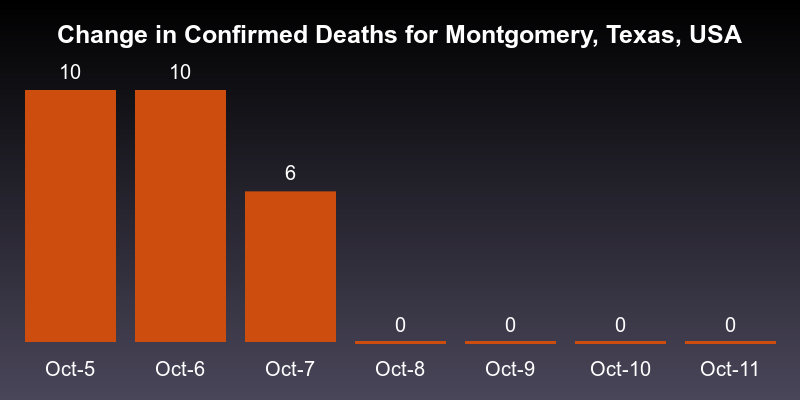 Change in Confirmed Deaths for Montgomery, Texas, USA
10 10 6 0 0 0 0
Oct-5 Oct-6 Oct-7 Oct-8 Oct-9 Oct-10 Oct-11